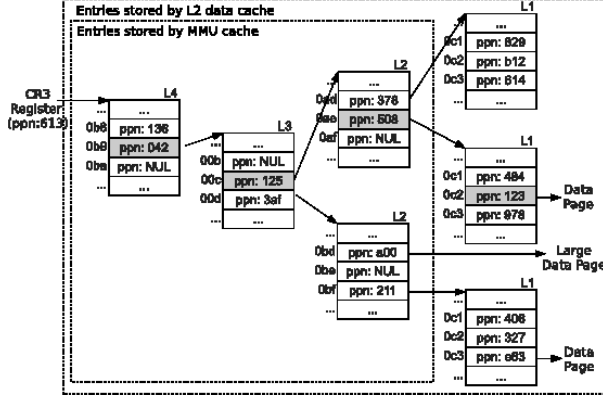 Entries stored by L2 data cache
Entries stored by MMU cache
CR3
Register
(ppn:613)
L4
...
...
0b8
ppn: 136
0b9
ppn: 042
0ba
ppn: NUL
...
...
L3
...
...
00b
ppn: NUL
00c
ppn: 125
00d
ppn: 3af
...
...
L2
...
...
0ad
ppn: 378
0ae
ppn: 508
0af
ppn: NUL
...
...
L2
...
...
0bd
ppn: a00
0be
ppn: NUL
0bf
ppn: 211
...
...
L1
...
...
0c1
ppn: 829
0c2
ppn: b12
0c3
ppn: 614
...
...
L1
...
...
0c1
ppn: 484
0c2
ppn: 123
0c3
ppn: 978
...
...
Data
Page
Large
Data Page
L1
...
...
0c1
ppn: 406
0c2
ppn: 327
0c3
ppn: e63
...
...
Data
Page